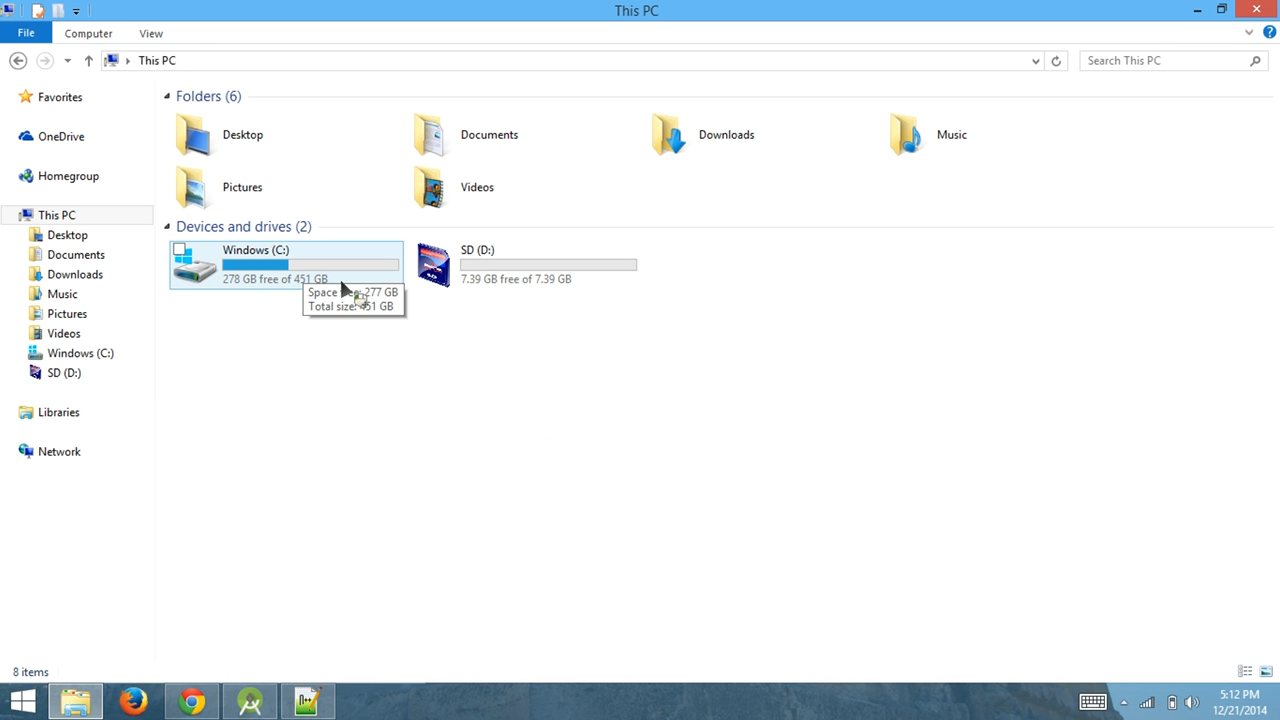 This PC
File
Computer
View
This PC
Search This PC
Favorites
OneDrive
Homegroup
This PC
Desktop
Documents
Downloads
Music
Pictures
Videos
Windows (C:)
SD (D:)
Libraries
Network
Folders (6)
Desktop
Documents
Downloads
Music
Pictures
Videos
Devices and drives (2)
Windows (C:)
278 GB free of 451 GB
SD (D:)
7.39 GB free of 7.39 GB
Space free: 277 GB
Total size: 451 GB
8 items
5:12 PM
12/21/2014